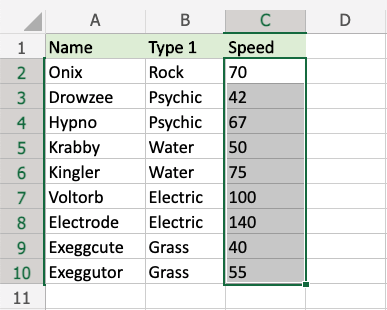 A B C D
1 Name Type 1 Speed
2 Onix Rock 70
3 Drowzee Psychic 42
4 Hypno Psychic 67
5 Krabby Water 50
6 Kingler Water 75
7 Voltorb Electric 100
8 Electrode Electric 140
9 Exeggcute Grass 40
10 Exeggutor Grass 55
11